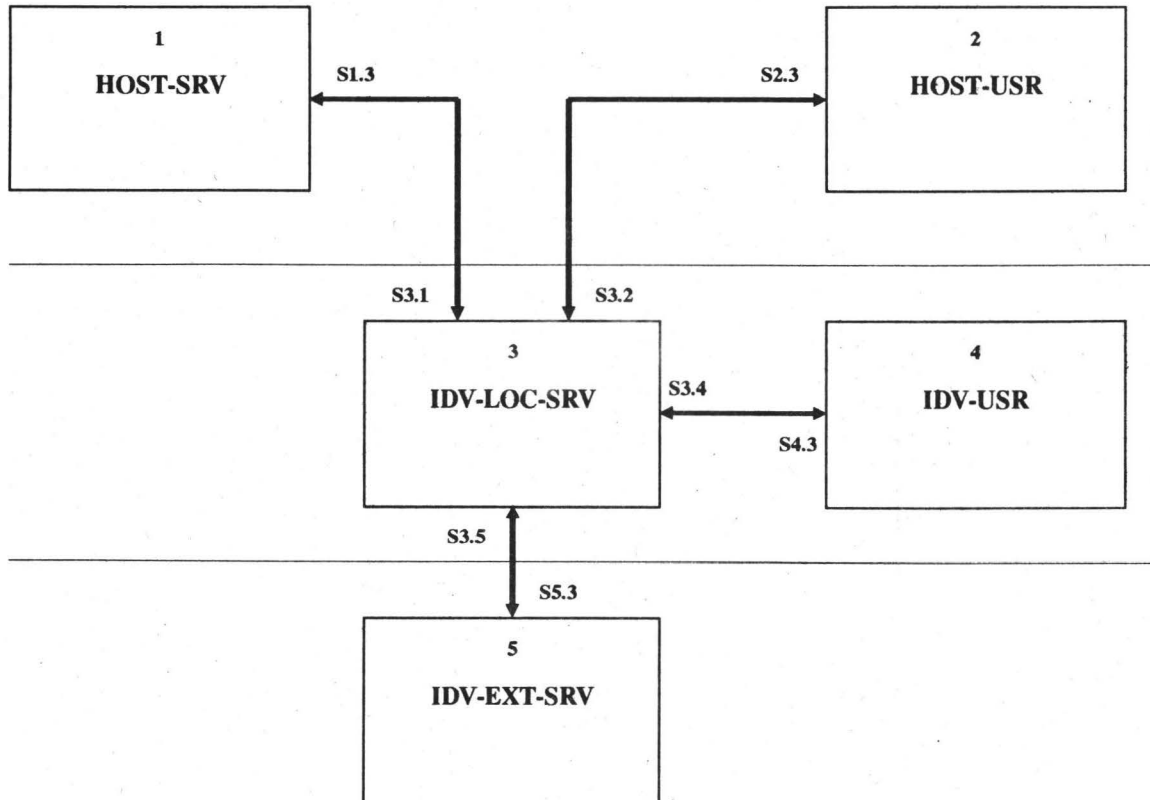 1
HOST-SRV
S1.3
S2.3
2
HOST-USR
S3.1
S3.2
3
IDV-LOC-SRV
S3.4
S4.3
4
IDV-USR
S3.5
S5.3
5
IDV-EXT-SRV